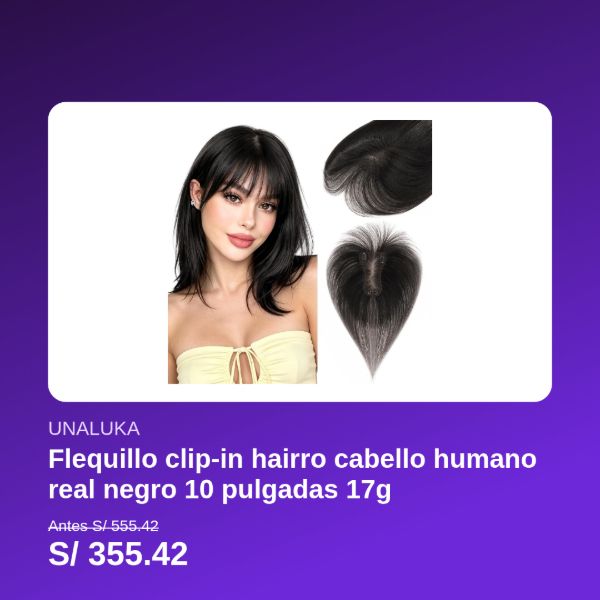 UNALUKA
Flequillo clip-in hairro cabello humano
real negro 10 pulgadas 17g
Antes S/ 555.42
S/ 355.42